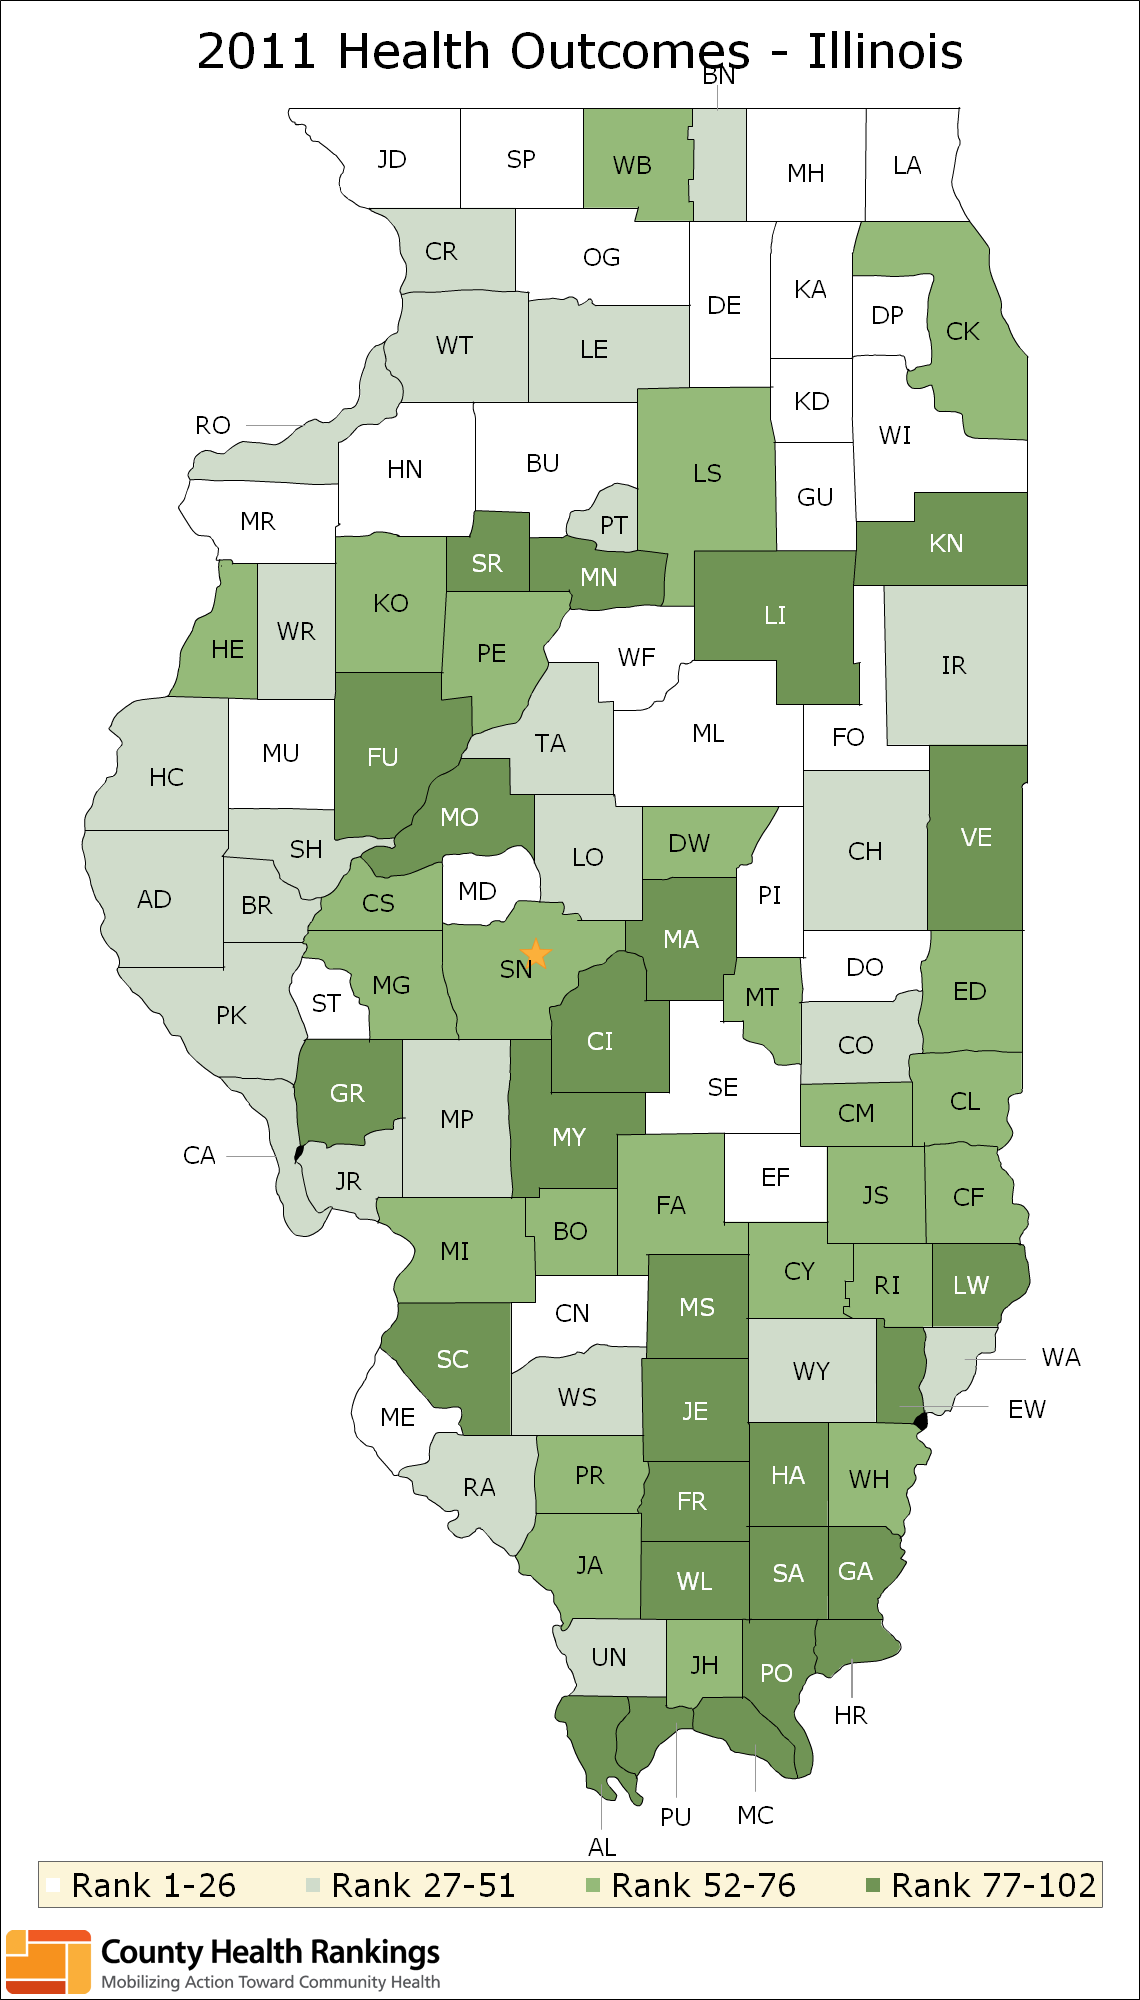 2011 Health Outcomes - Illinois
BN
JD
SP
WB
MH
LA
CR
OG
DE
KA
DP
CK
WT
LE
KD
RO
HN
BU
LS
WI
GU
MR
PT
KN
SR
MN
KO
LI
HE
WR
PE
WF
IR
MU
FU
TA
ML
FO
HC
MO
VE
SH
LO
DW
CH
AD
BR
CS
MD
PI
MA
SN
DO
MG
ST
MT
ED
PK
CI
CO
GR
SE
MP
CM
CL
MY
CA
JR
EF
FA
JS
CF
MI
BO
CY
RI
LW
MS
CN
SC
WA
WY
WS
EW
ME
JE
PR
HA
WH
RA
FR
JA
WL
SA
GA
UN
JH
PO
HR
PU
MC
AL
Rank 1-26 Rank 27-51 Rank 52-76 Rank 77-102
County Health Rankings
Mobilizing Action Toward Community Health